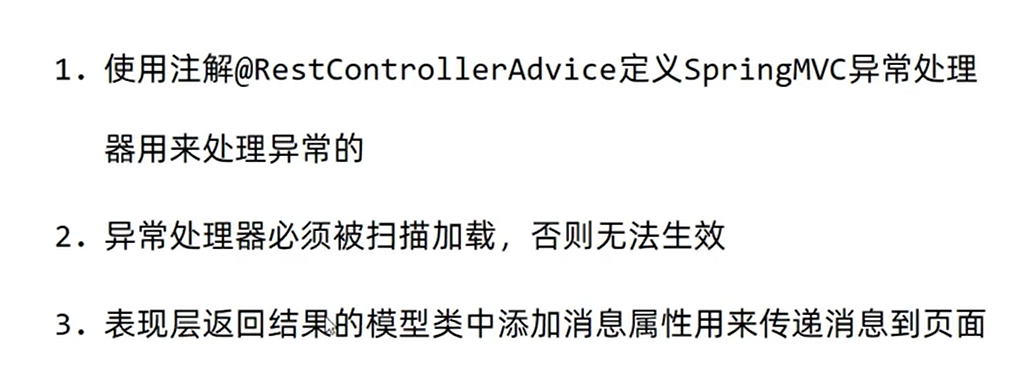 1. 使用注解@RestControllerAdvice定义SpringMVC异常处理
器用来处理异常的
2. 异常处理器必须被扫描加载，否则无法生效
3. 表现层返回结果的模型类中添加消息属性用来传递消息到页面